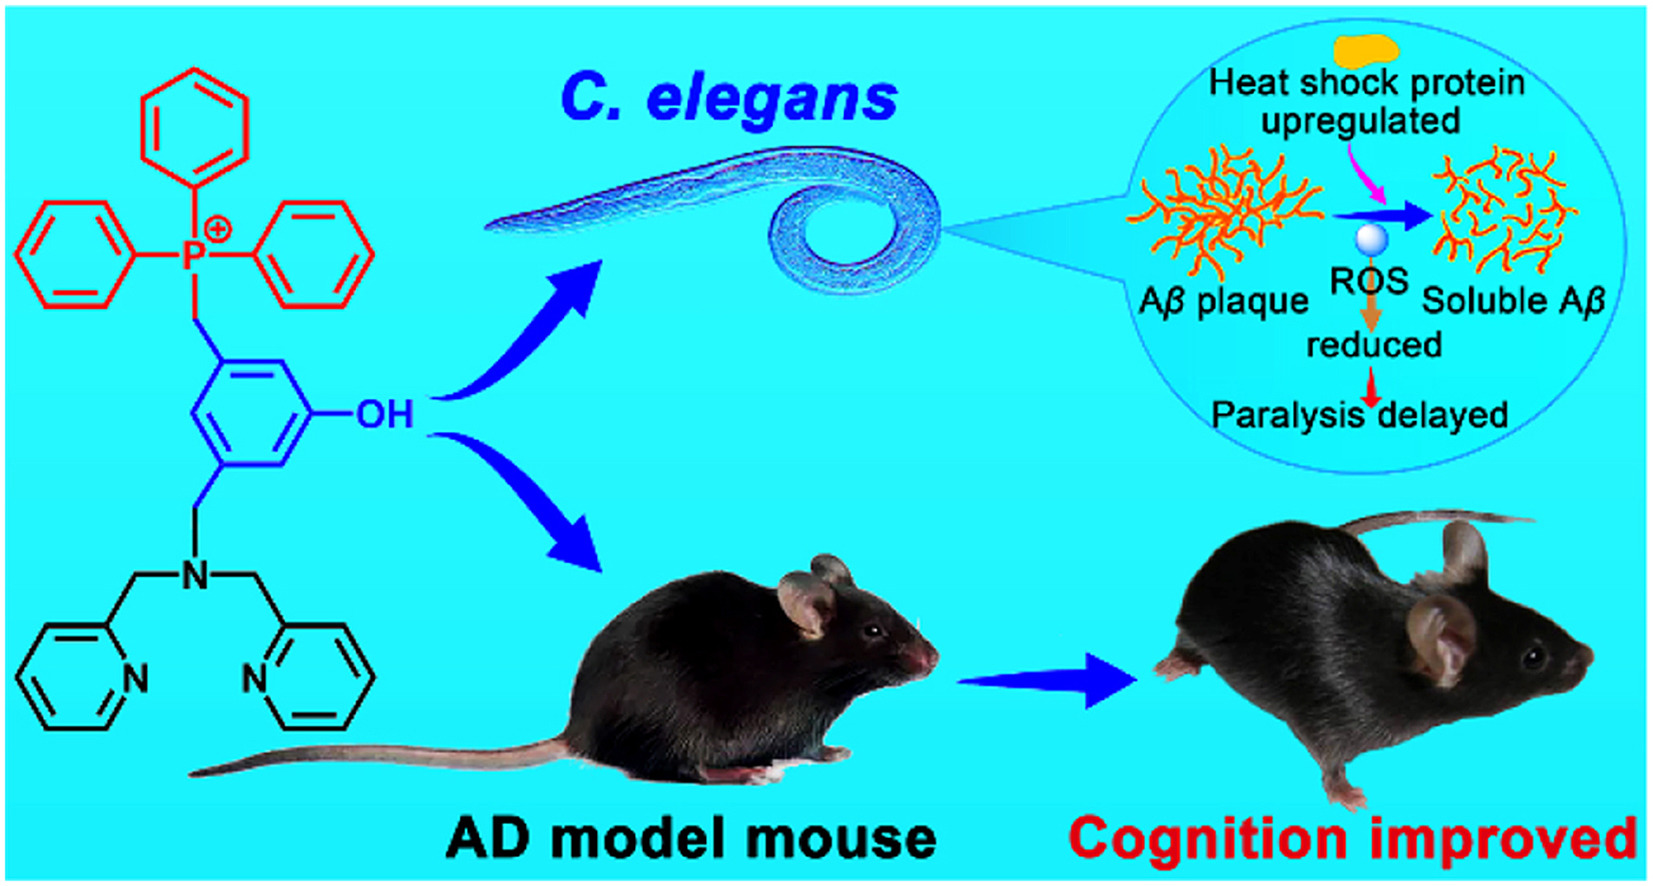 C. elegans
Heat shock protein
upregulated
Aβ plaque
ROS
Soluble Aβ
reduced
Paralysis delayed
P
⊕
OH
N
N
N
AD model mouse
Cognition improved